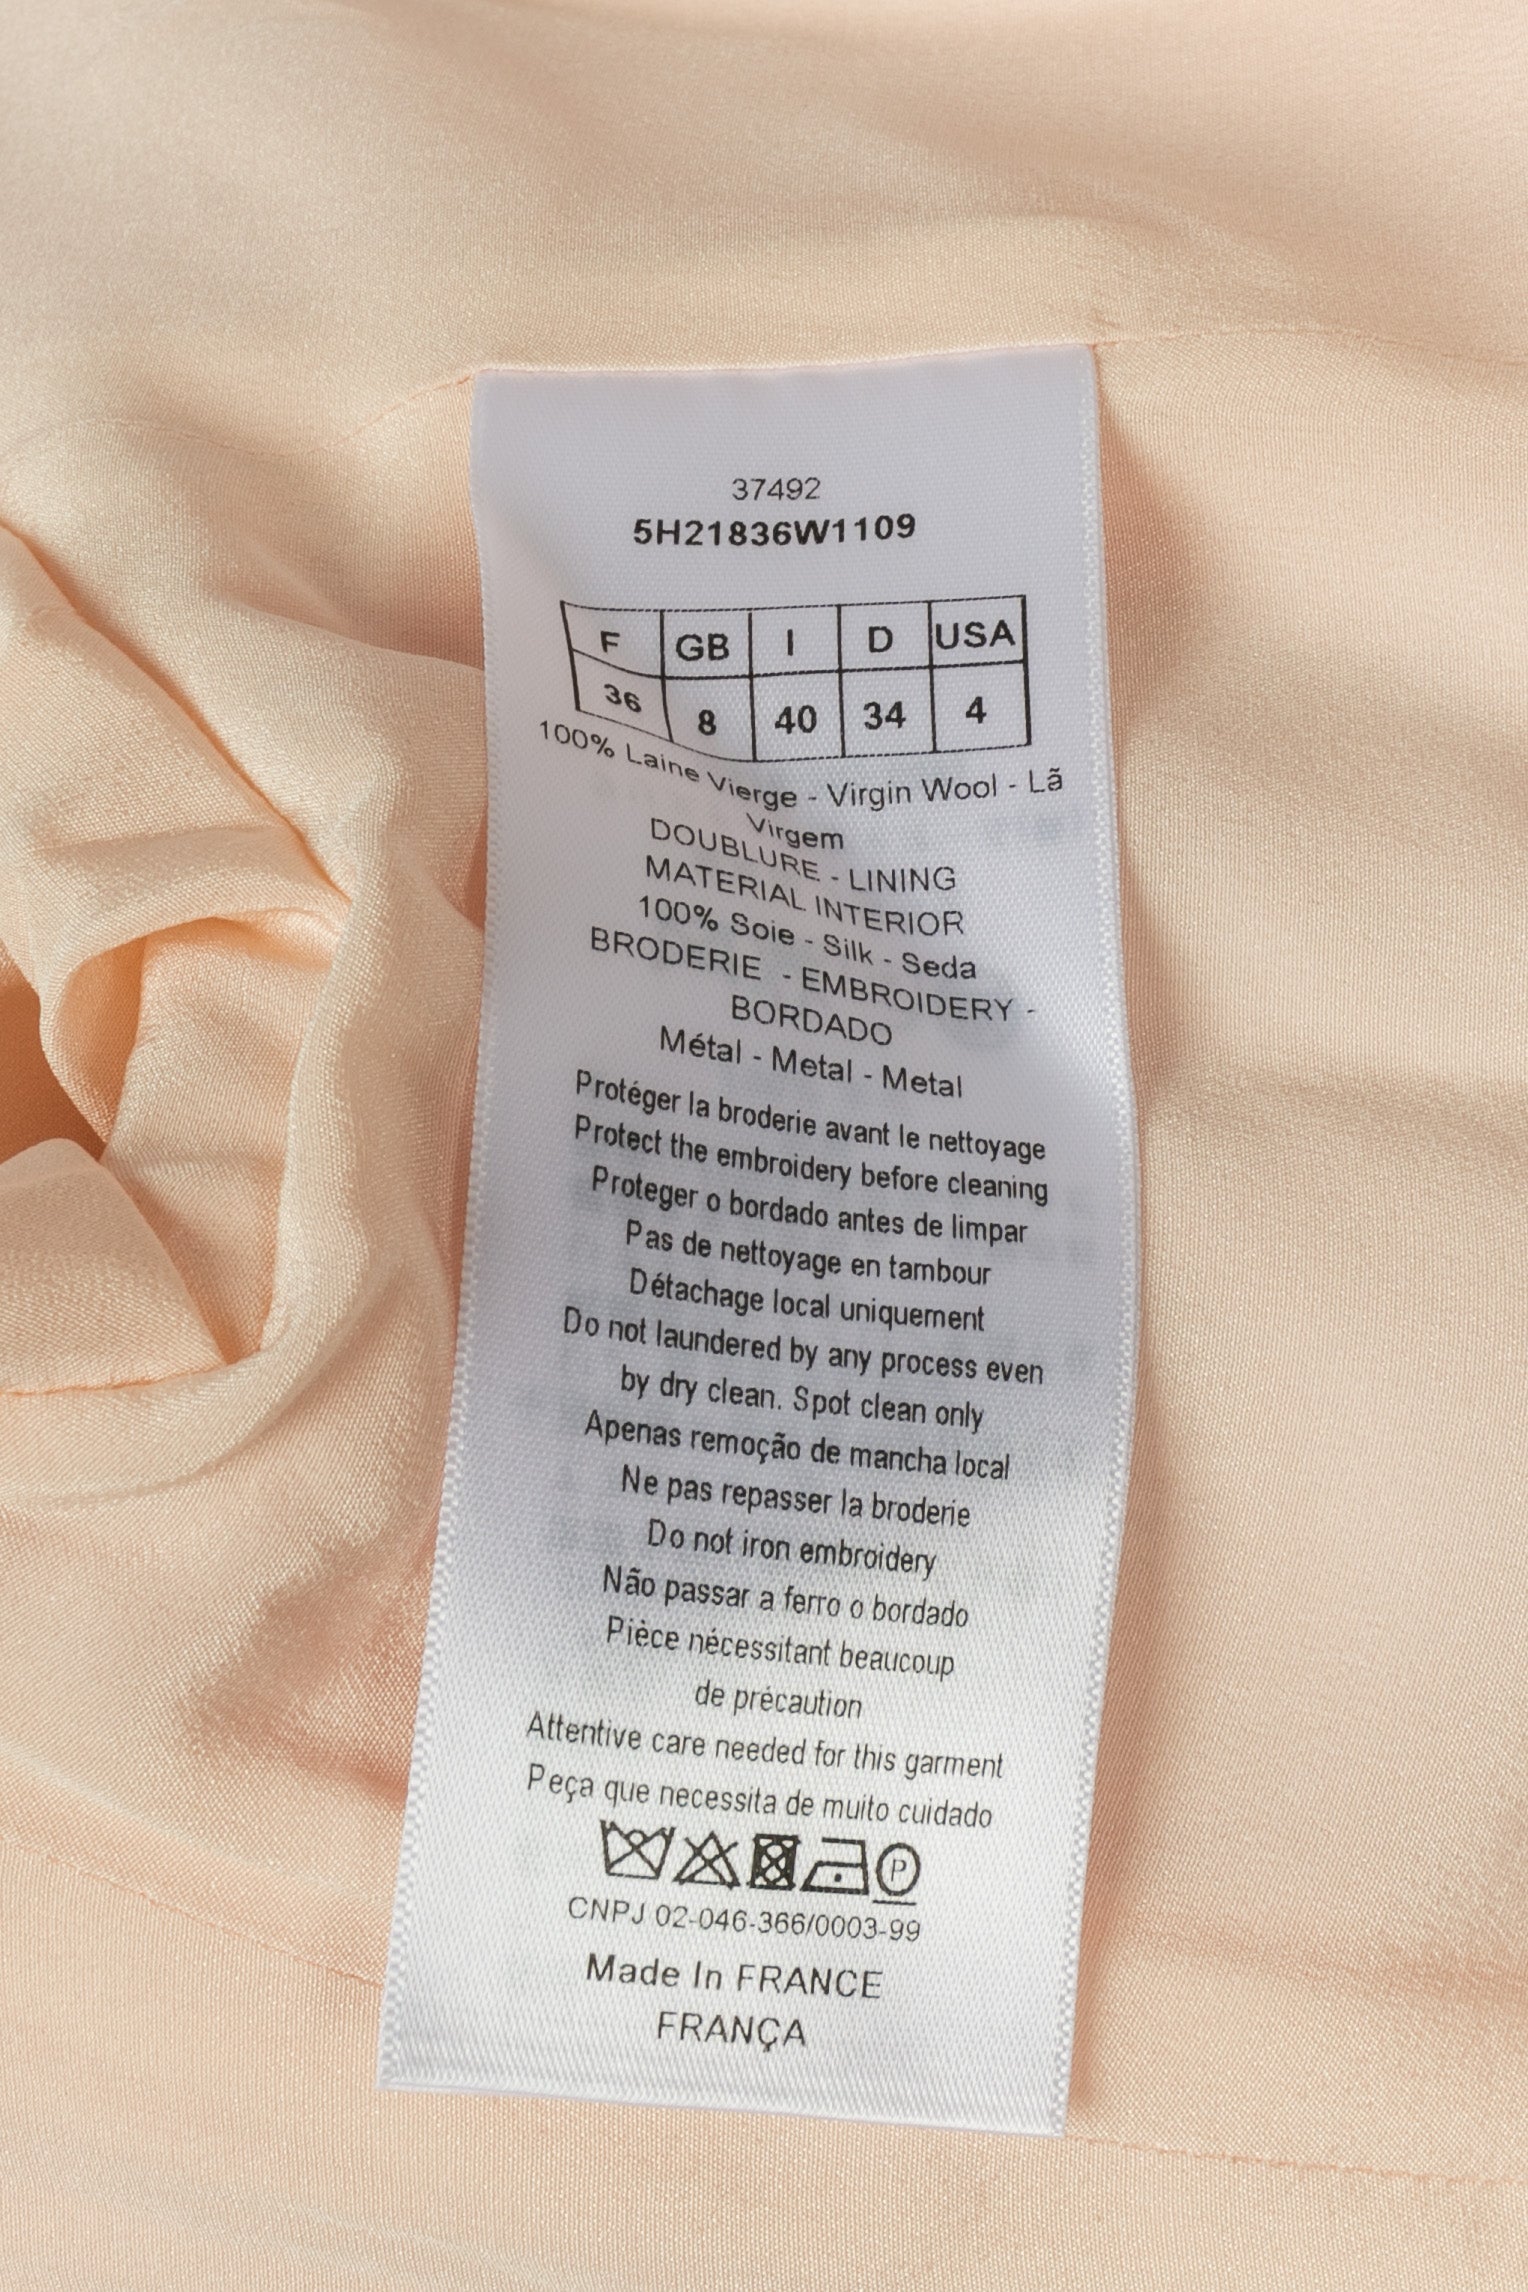 37492
5H21836W1109
F GB I D USA
36 8 40 34 4
100% Laine Vierge - Virgin Wool - Lã
Virgem
DOUBLURE - LINING
MATERIAL INTERIOR
100% Soie - Silk - Seda
BRODERIE - EMBROIDERY -
BORDADO
Métal - Metal - Metal
Protéger la broderie avant le nettoyage
Protect the embroidery before cleaning
Proteger o bordado antes de limpar
Pas de nettoyage en tambour
Détachage local uniquement
Do not laundered by any process even
by dry clean. Spot clean only
Apenas remoção de mancha local
Ne pas repasser la broderie
Do not iron embroidery
Não passar a ferro o bordado
Pièce nécessitant beaucoup
de précaution
Attentive care needed for this garment
Peça que necessita de muito cuidado
P
CNPJ 02-046-366/0003-99
Made In FRANCE
FRANÇA